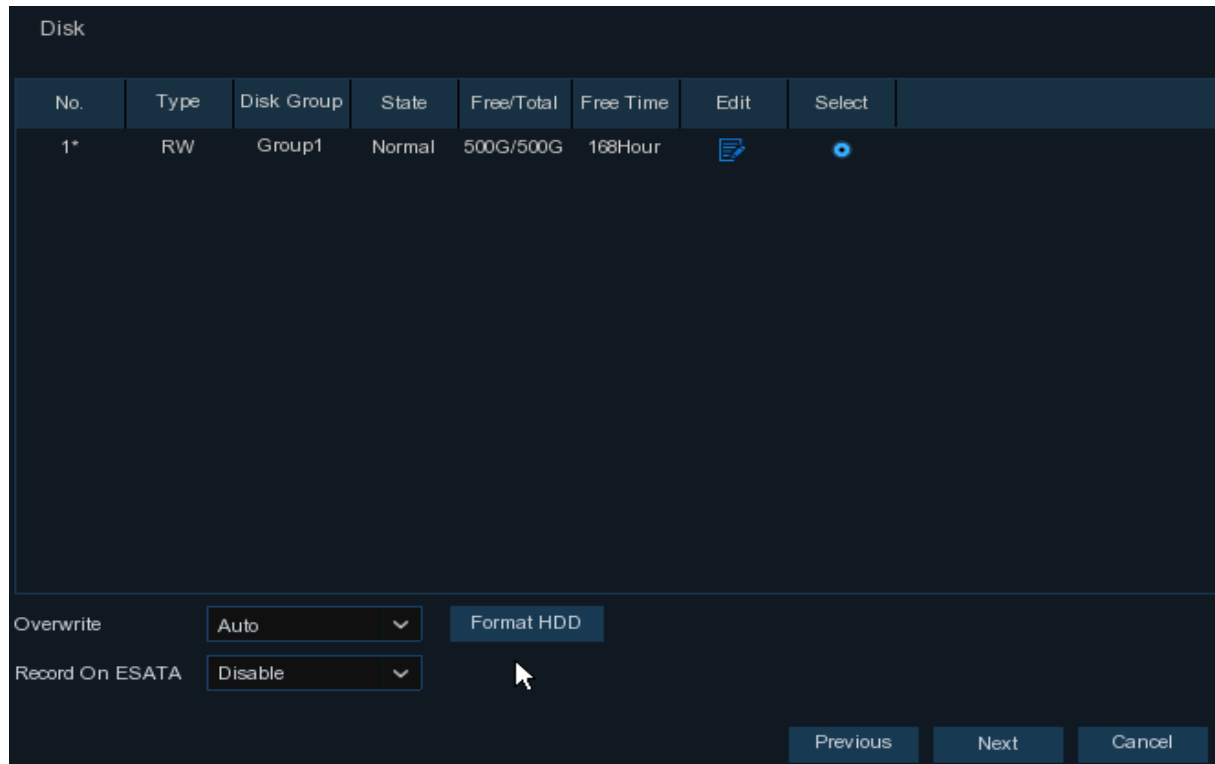 Disk
No. Type Disk Group State Free/Total Free Time Edit Select
1* RW Group1 Normal 500G/500G 168Hour
Overwrite Auto Format HDD
Record On ESATA Disable
Previous Next Cancel